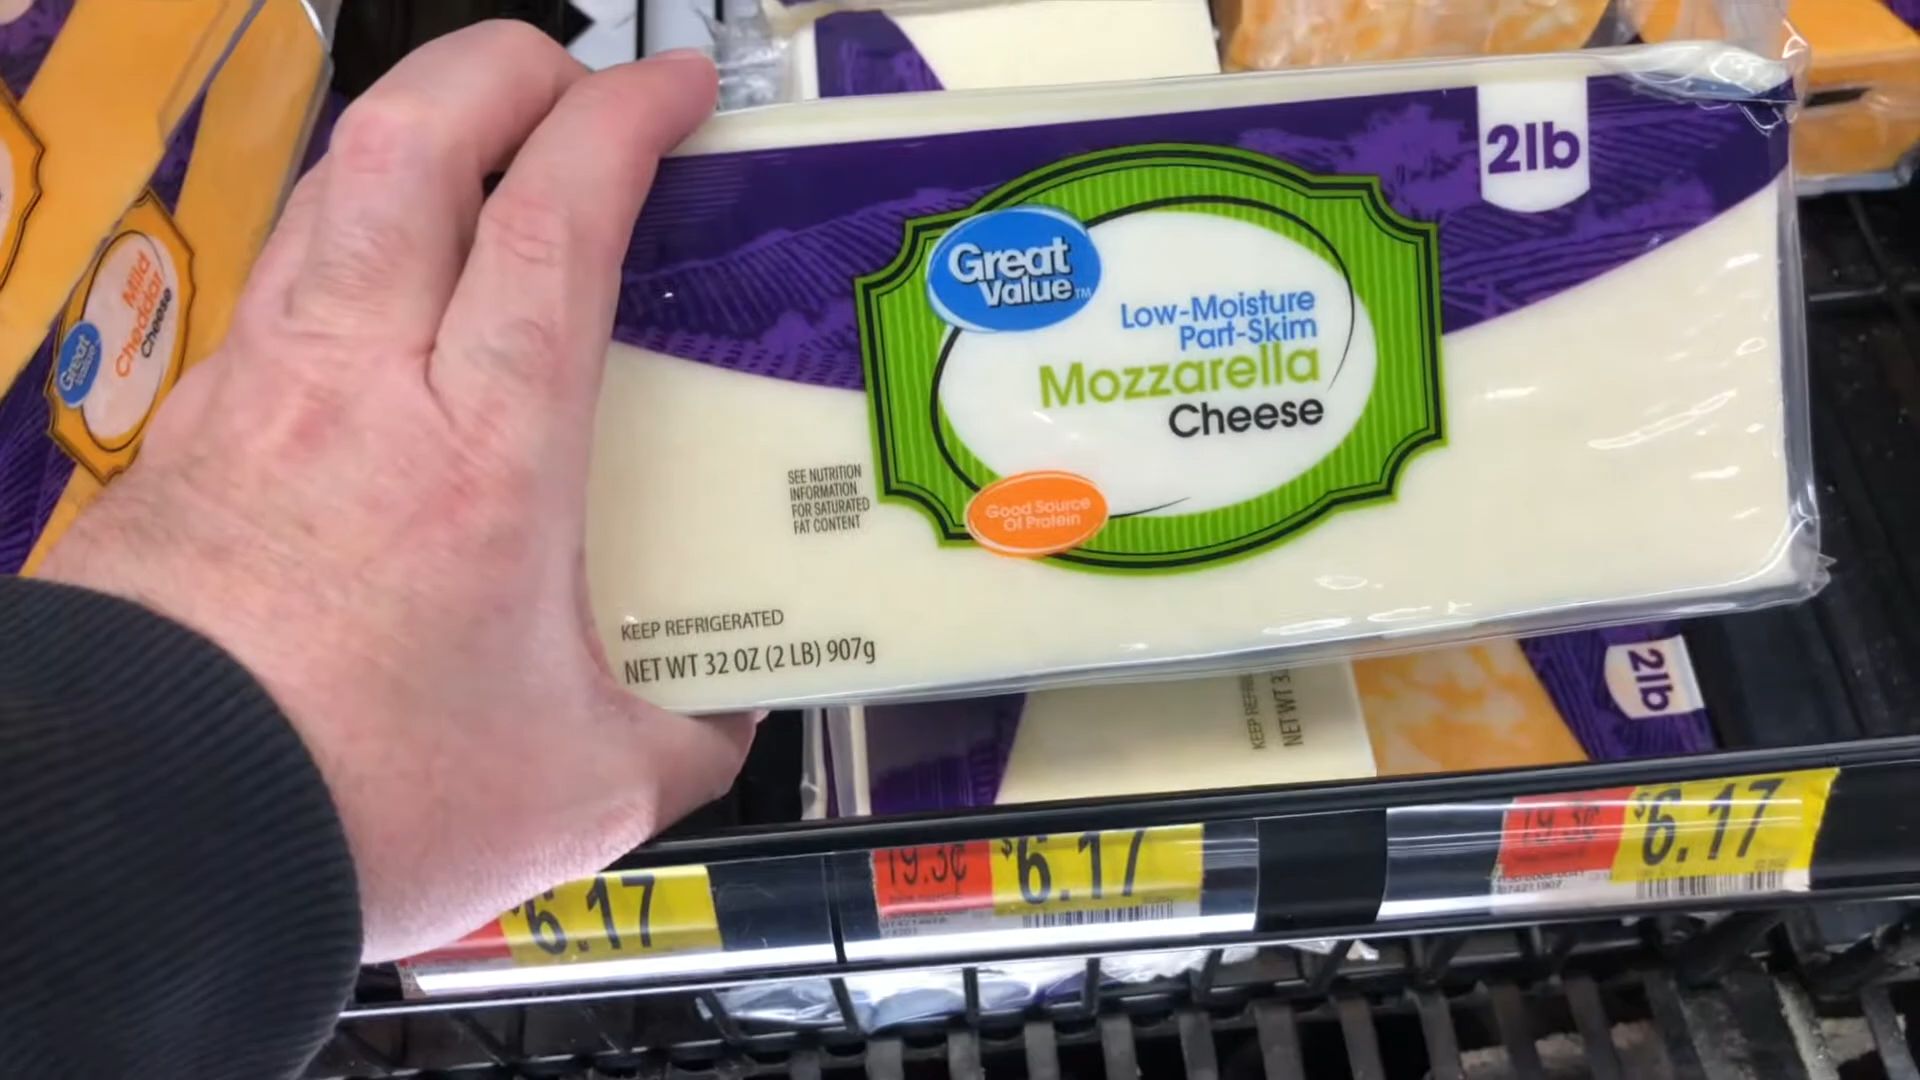 2lb
Great
Value™
Low-Moisture
Part-Skim
Mozzarella
Cheese
Good Source
Of Protein
SEE NUTRITION
INFORMATION
FOR SATURATED
FAT CONTENT
KEEP REFRIGERATED
NET WT 32 OZ (2 LB) 907g
Great
Value
Mild
Cheddar
Cheese
2lb
KEEP
NET WT
6.17
19.3¢ $6.17
19.3¢ $6.17